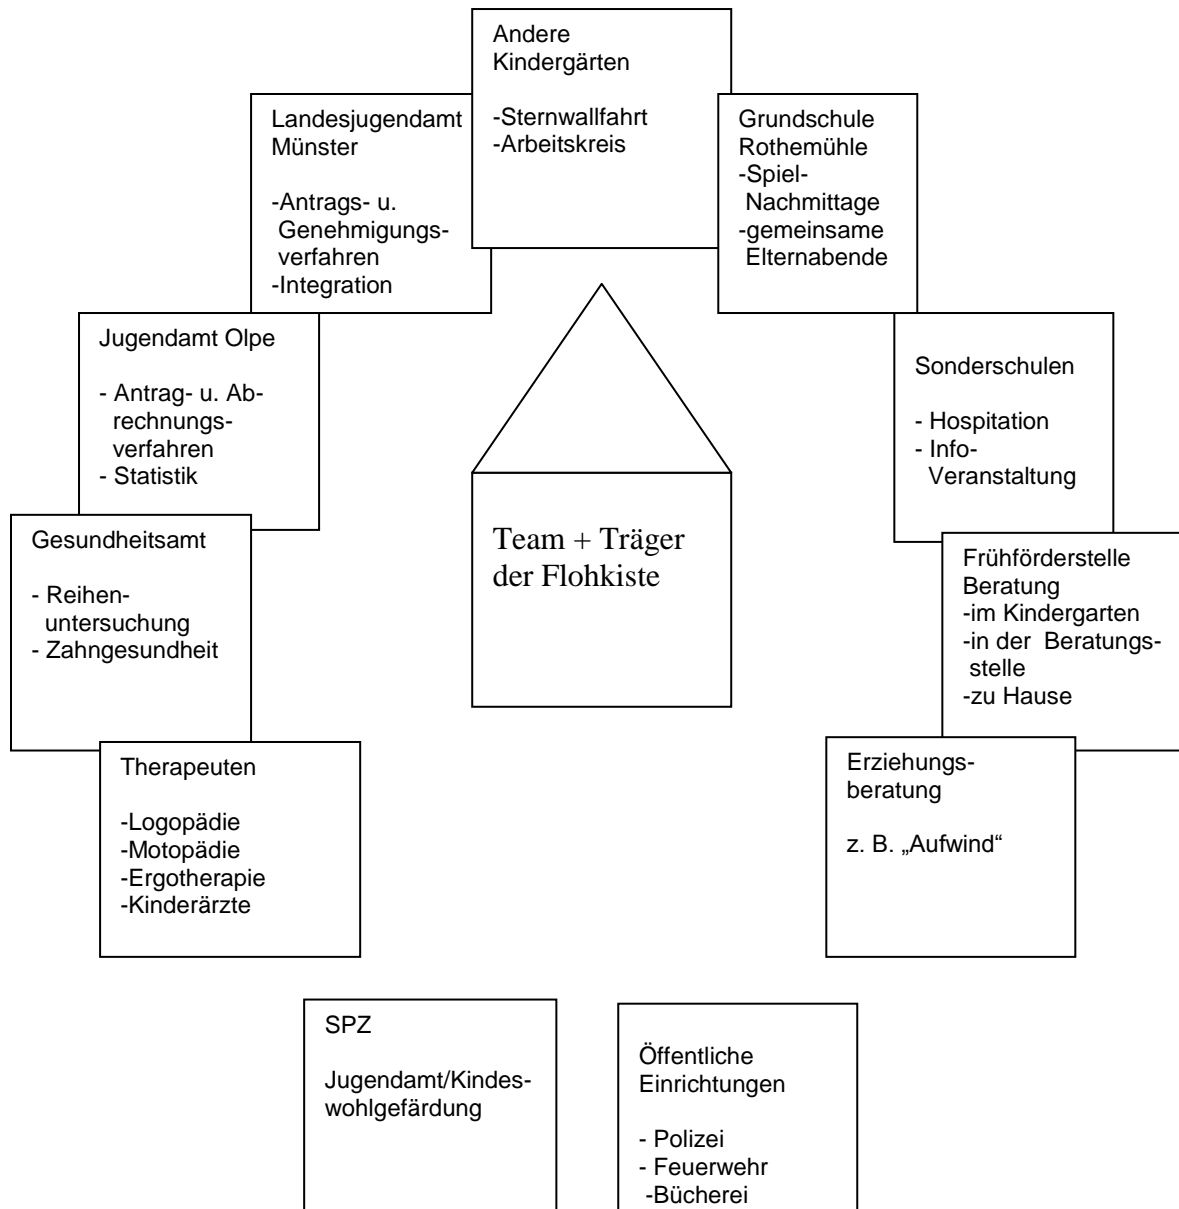 Andere
Kindergärten
-Sternwallfahrt
-Arbeitskreis
Landesjugendamt
Münster
-Antrags- u.
Genehmigungs-
verfahren
-Integration
Grundschule
Rothemühle
-Spiel-
Nachmittage
-gemeinsame
Elternabende
Jugendamt Olpe
- Antrag- u. Ab-
rechnungs-
verfahren
- Statistik
Sonderschulen
- Hospitation
- Info-
Veranstaltung
Team + Träger
der Flohkiste
Gesundheitsamt
- Reihen-
untersuchung
- Zahngesundheit
Frühförderstelle
Beratung
-im Kindergarten
-in der Beratungs-
stelle
-zu Hause
Therapeuten
-Logopädie
-Motopädie
-Ergotherapie
-Kinderärzte
Erziehungs-
beratung
z. B. „Aufwind“
SPZ
Jugendamt/Kindes-
wohlgefärdung
Öffentliche
Einrichtungen
- Polizei
- Feuerwehr
-Bücherei